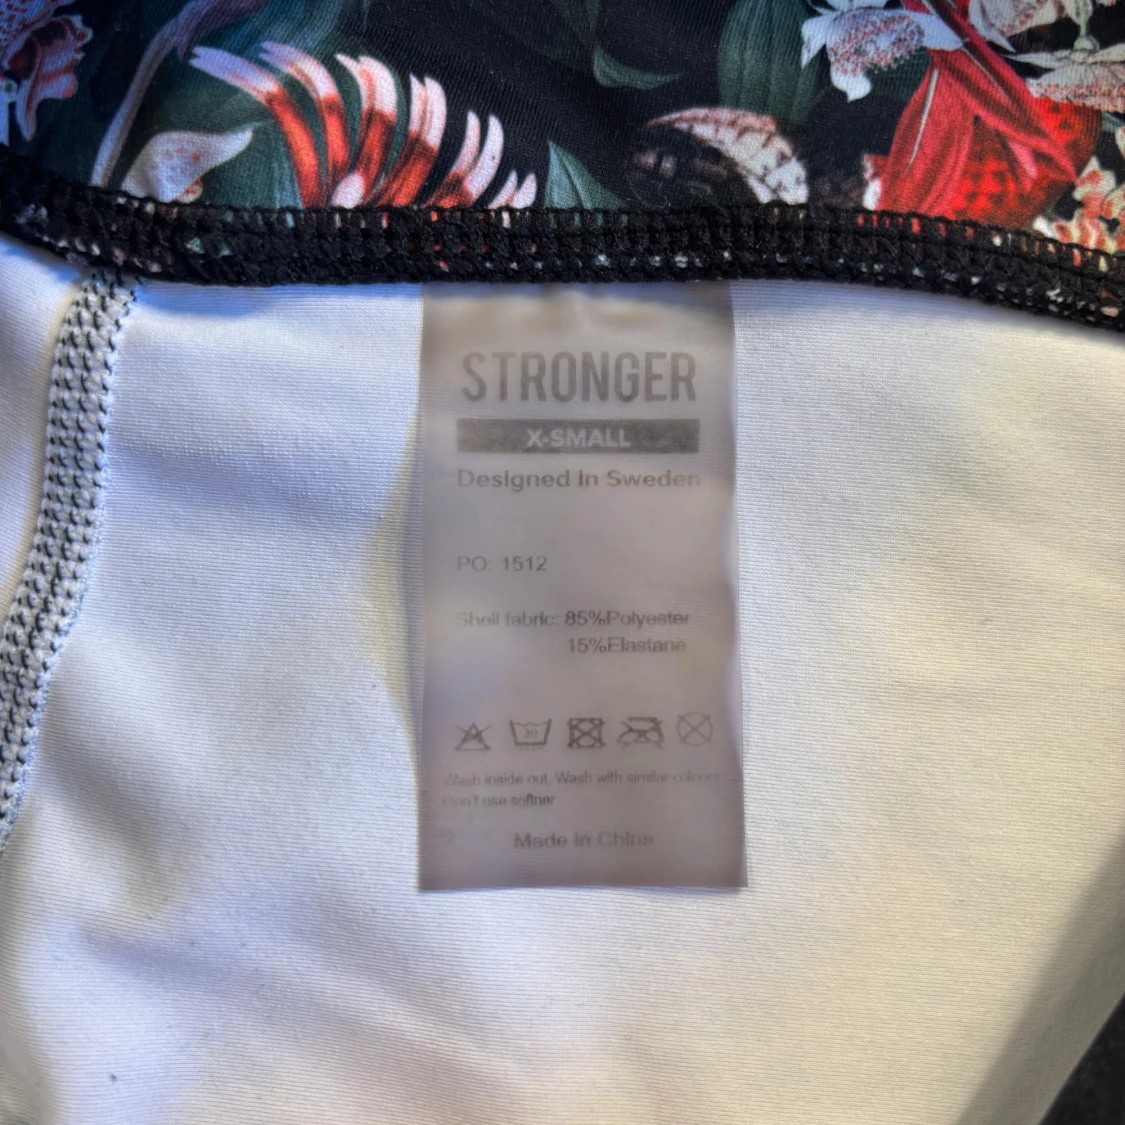 STRONGER
X-SMALL
Designed In Sweden
PO: 1512
Shell fabric: 85%Polyester
15%Elastane
30
Wash inside out, Wash with similar colours
Don't use softner
Made in China